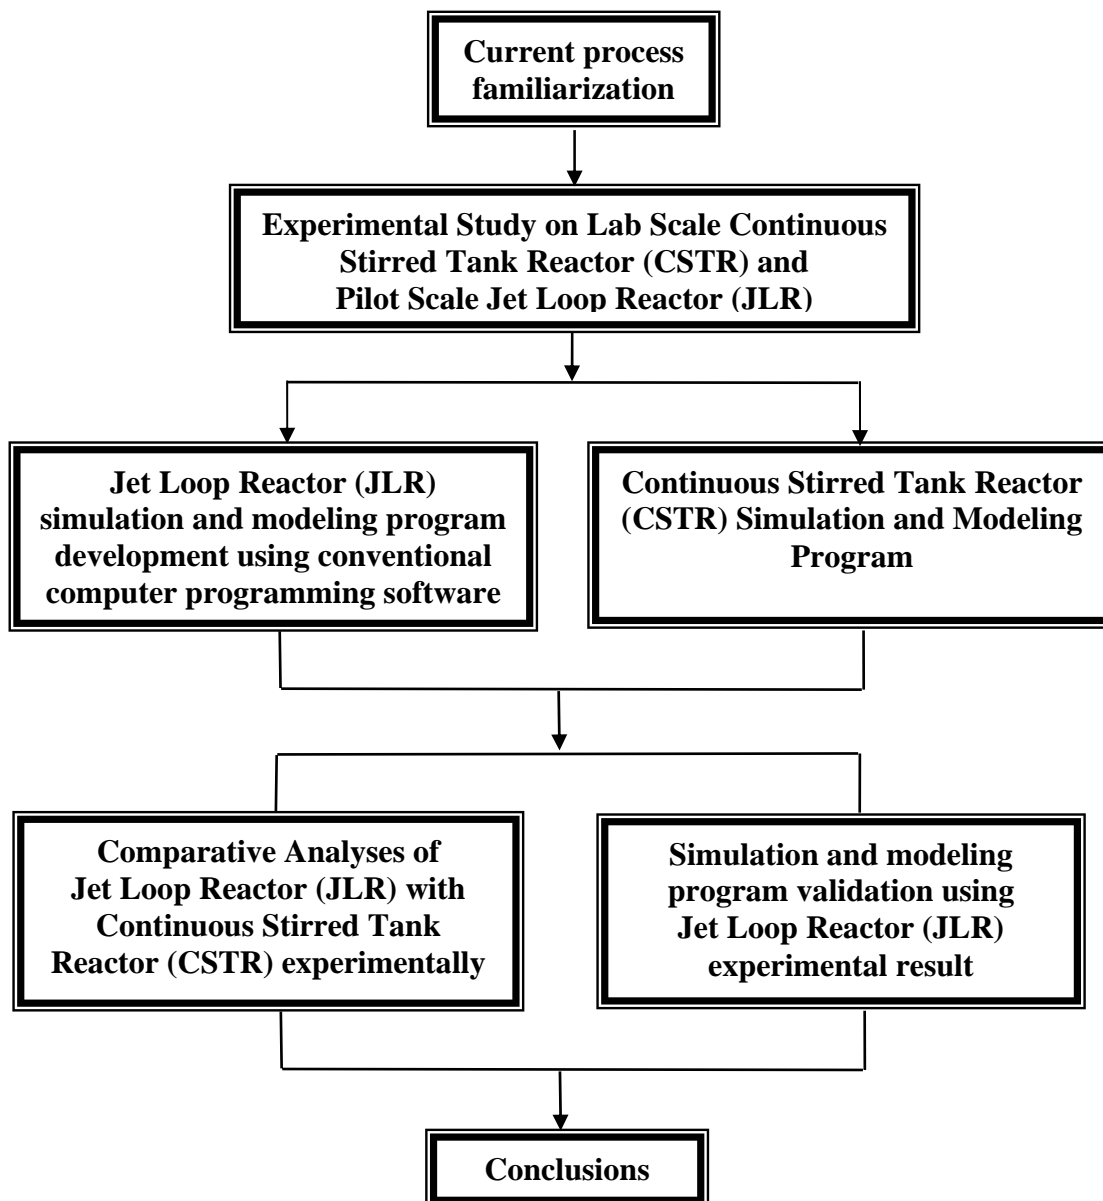 Current process
familiarization
Experimental Study on Lab Scale Continuous
Stirred Tank Reactor (CSTR) and
Pilot Scale Jet Loop Reactor (JLR)
Jet Loop Reactor (JLR)
simulation and modeling program
development using conventional
computer programming software
Continuous Stirred Tank Reactor
(CSTR) Simulation and Modeling
Program
Comparative Analyses of
Jet Loop Reactor (JLR) with
Continuous Stirred Tank
Reactor (CSTR) experimentally
Simulation and modeling
program validation using
Jet Loop Reactor (JLR)
experimental result
Conclusions